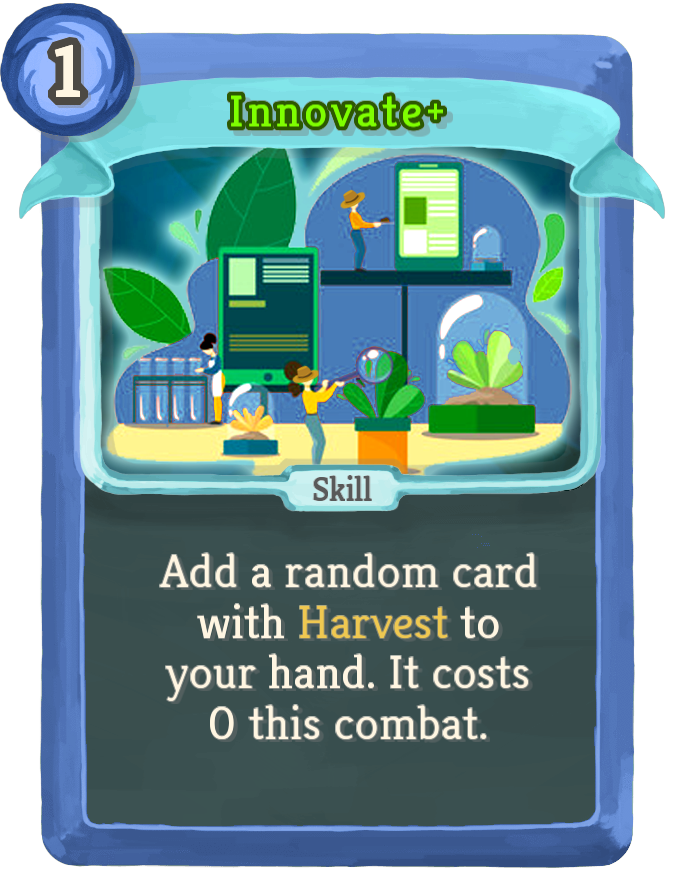 1
Innovate+
Skill
Add a random card
with Harvest to
your hand. It costs
0 this combat.